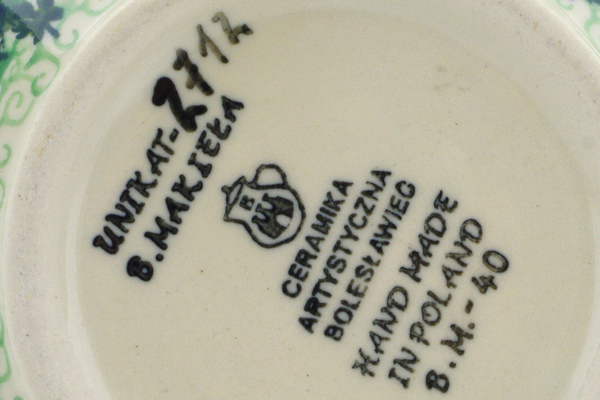 UNIKAT-2712
B.MAKIEŁA
B
CERAMIKA
ARTYSTYCZNA
BOLESŁAWIEC
HAND MADE
IN POLAND
B.M.-40